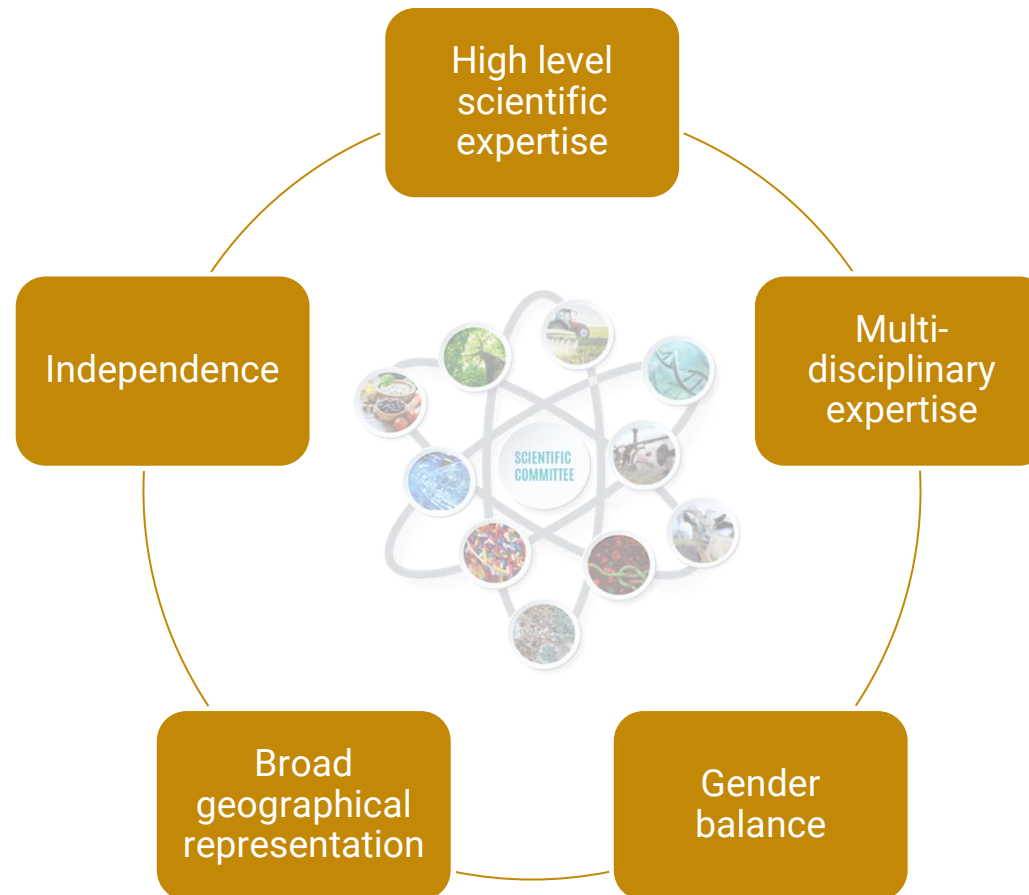 High level
scientific
expertise
Multi-
disciplinary
expertise
Gender
balance
Broad
geographical
representation
Independence
SCIENTIFIC
COMMITTEE